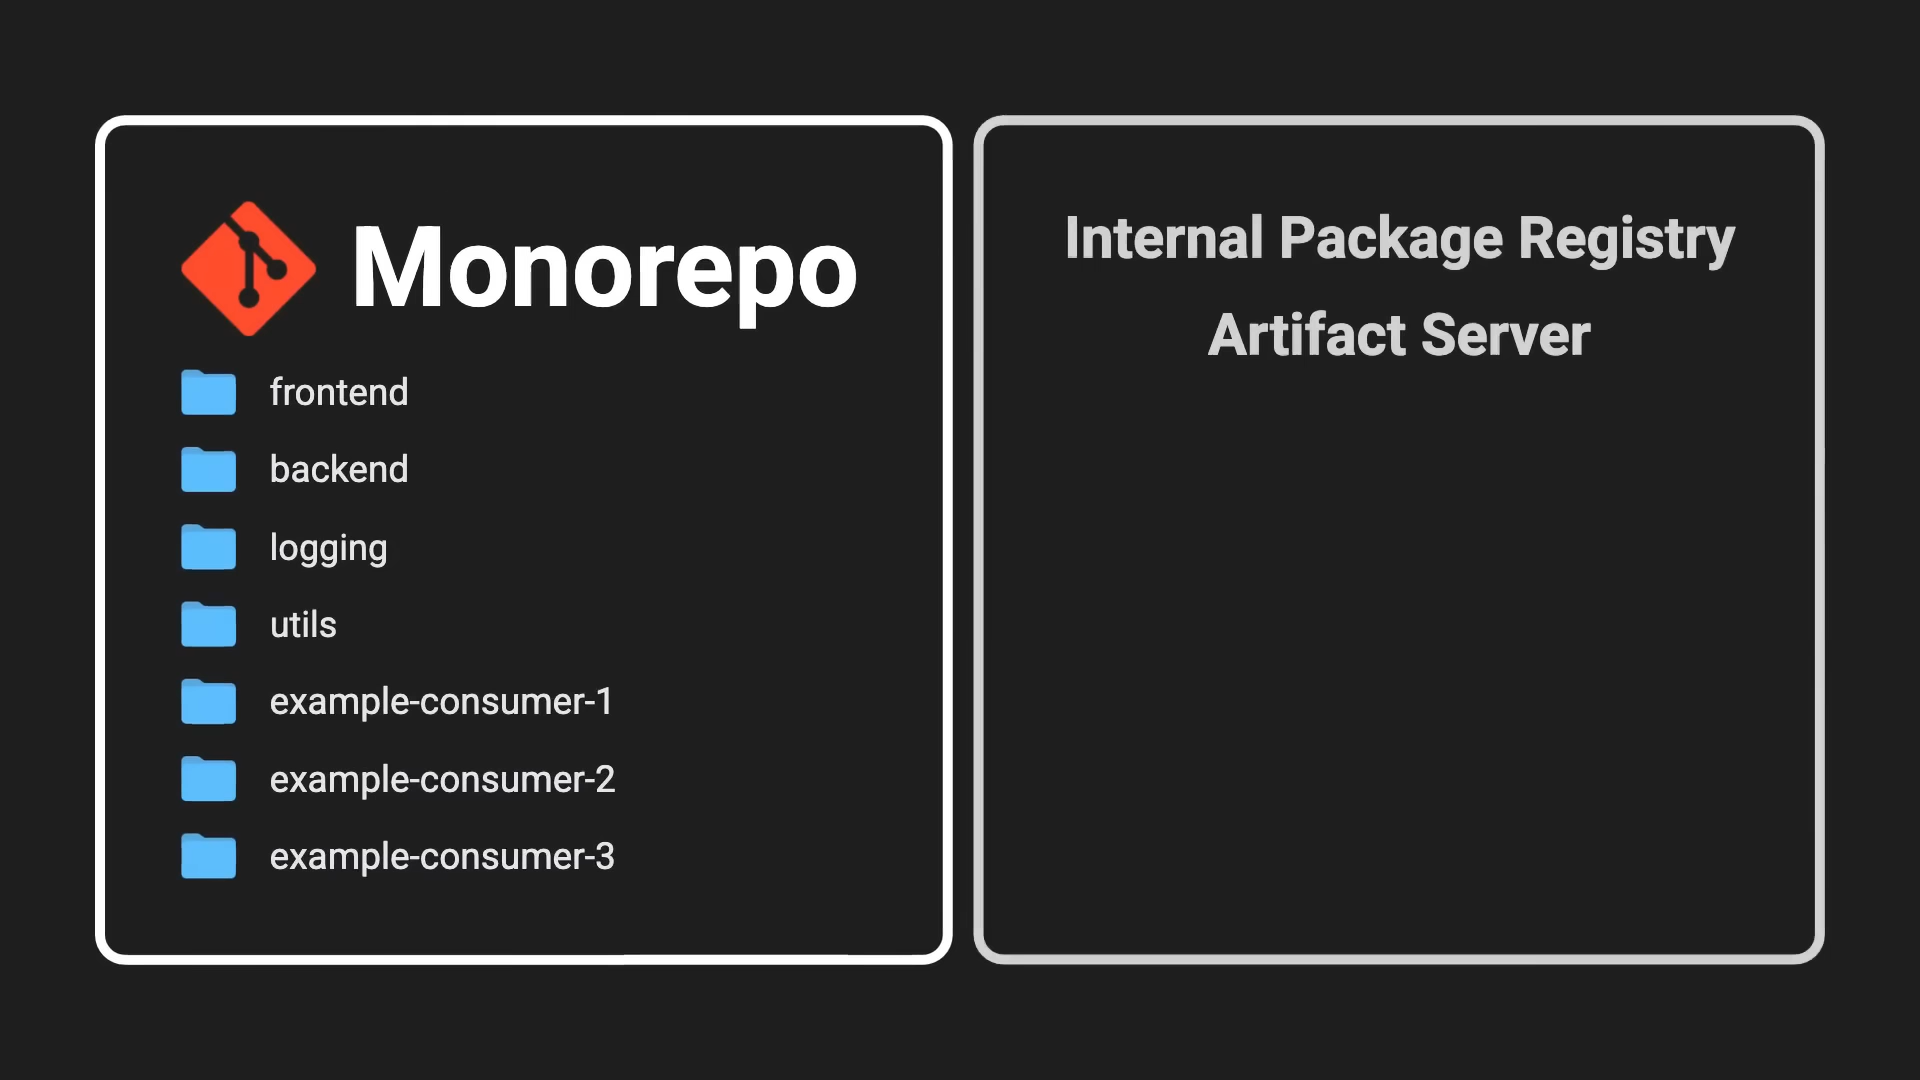 Monorepo
frontend
backend
logging
utils
example-consumer-1
example-consumer-2
example-consumer-3
Internal Package Registry
Artifact Server